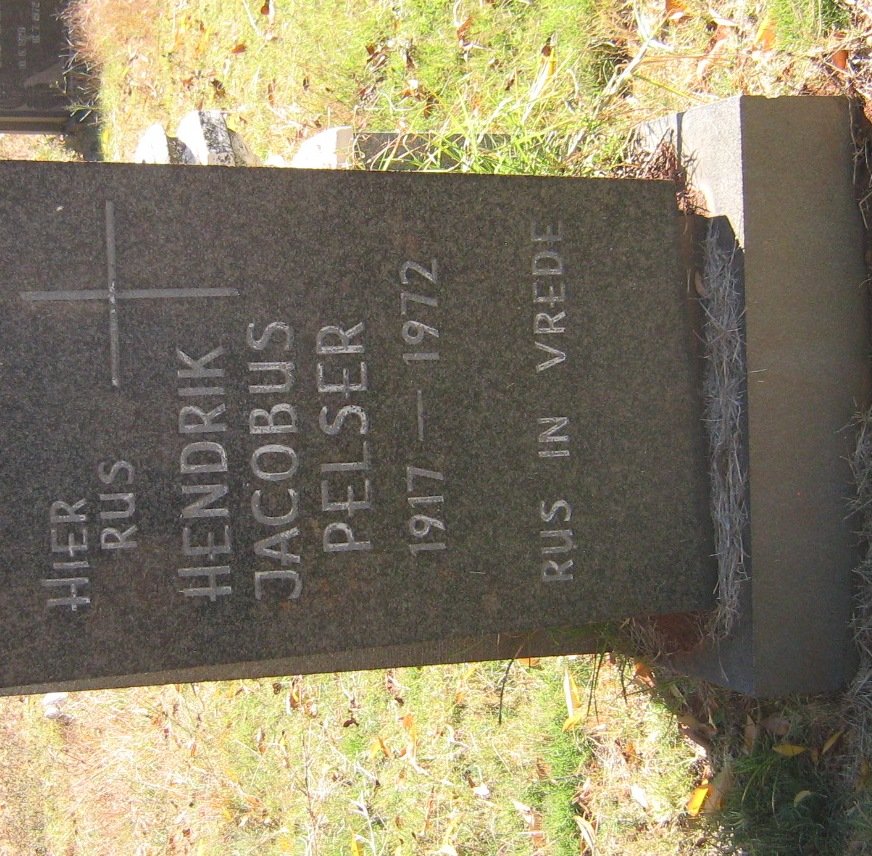 HIER
RUS
HENDRIK
JACOBUS
PELSER
1917 — 1972
RUS IN VREDE